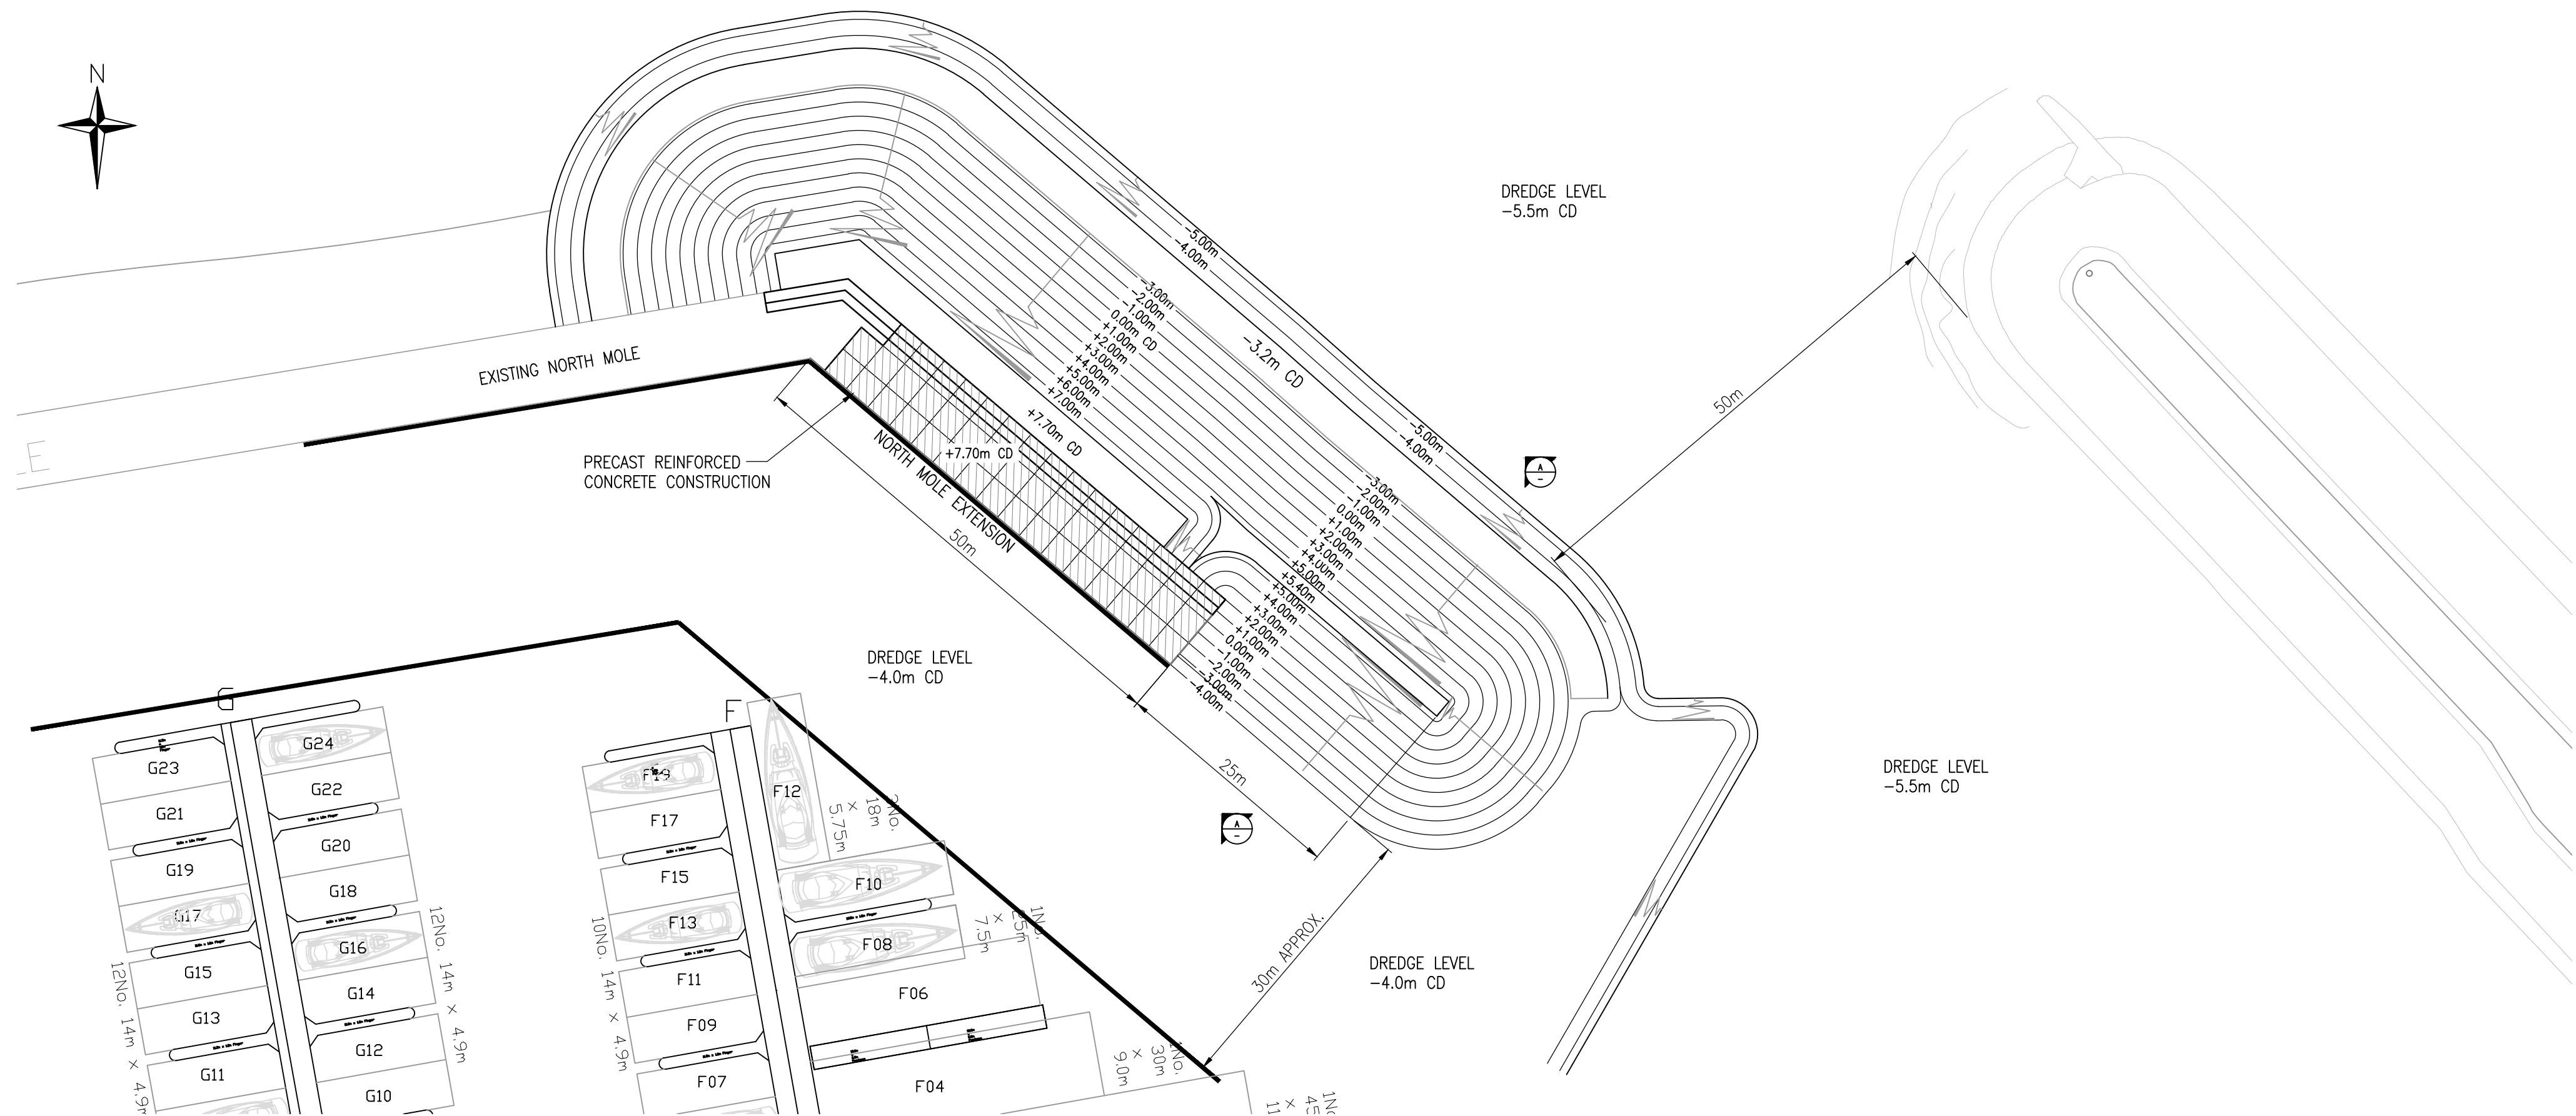 N
DREDGE LEVEL
-5.5m CD
-5.00m
-4.00m
-3.00m
-2.00m
-1.00m
0.00m CD
+1.00m
+2.00m
+3.00m
+4.00m
+5.00m
+6.00m
+7.00m
-3.2m CD
+7.70m CD
50m
EXISTING NORTH MOLE
LE
PRECAST REINFORCED
CONCRETE CONSTRUCTION
+7.70m CD
NORTH MOLE EXTENSION
50m
-5.00m
-4.00m
A
-3.00m
-2.00m
-1.00m
0.00m
+1.00m
+2.00m
+3.00m
+4.00m
+5.00m
+5.40m
+5.00m
+4.00m
+3.00m
+2.00m
+1.00m
0.00m
-1.00m
-2.00m
-3.00m
-4.00m
DREDGE LEVEL
-4.0m CD
25m
A
DREDGE LEVEL
-5.5m CD
30m APPROX.
DREDGE LEVEL
-4.0m CD
G
G24
G23
G22
G21
G20
G19
G18
G17
G16
G15
G14
G13
G12
G11
G10
12No. 14m x 4.9m
12No. 14m x 4.9m
F
F19
F12
F17
F15
F10
F13
F08
F11
F06
F09
F07
F04
10No. 14m x 4.9m
18m
x
5.75m
1No.
25m
x
7.5m
1No.
30m
x
9.0m
1No.
45
x
11